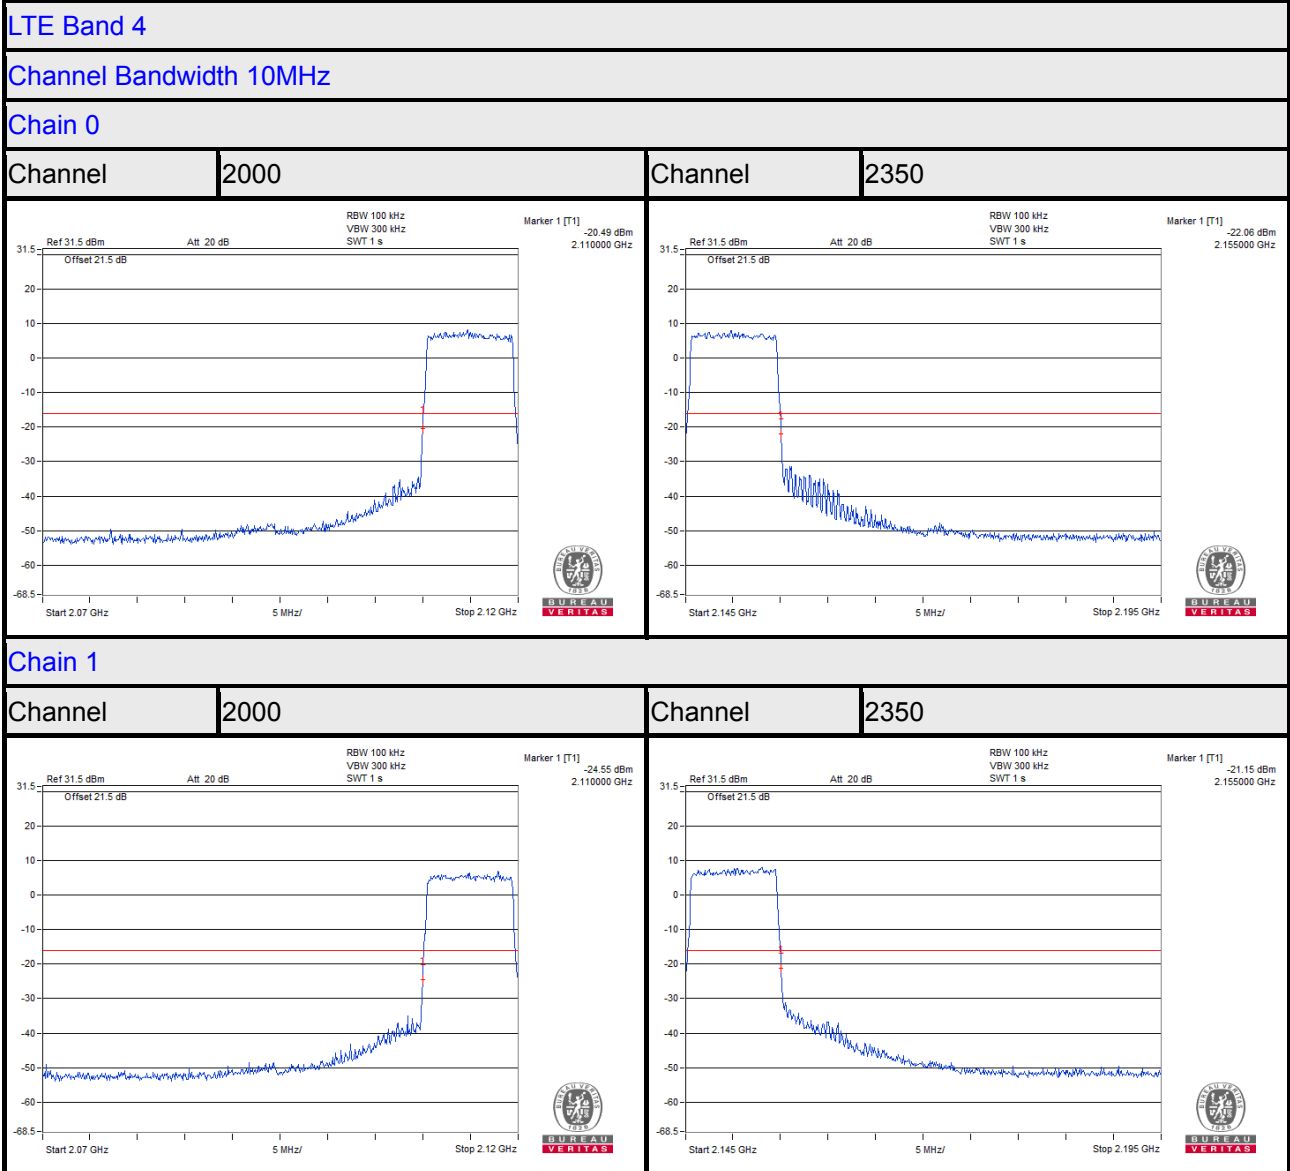 LTE Band 4
Channel Bandwidth 10MHz
Chain 0
Channel 2000 Channel 2350
RBW 100 kHz
VBW 300 kHz
Ref 31.5 dBm Att 20 dB SWT 1 s
Marker 1 [T1]
-20.49 dBm
2.110000 GHz
Offset 21.5 dB
31.5
20
10
0
-10
-20
-30
-40
-50
-60
-68.5
Start 2.07 GHz 5 MHz/ Stop 2.12 GHz
BUREAU VERITAS
1828
BUREAU
VERITAS
RBW 100 kHz
VBW 300 kHz
Ref 31.5 dBm Att 20 dB SWT 1 s
Marker 1 [T1]
-22.06 dBm
2.155000 GHz
Offset 21.5 dB
31.5
20
10
0
-10
-20
-30
-40
-50
-60
-68.5
Start 2.145 GHz 5 MHz/ Stop 2.195 GHz
BUREAU VERITAS
1828
BUREAU
VERITAS
Chain 1
Channel 2000 Channel 2350
RBW 100 kHz
VBW 300 kHz
Ref 31.5 dBm Att 20 dB SWT 1 s
Marker 1 [T1]
-24.55 dBm
2.110000 GHz
Offset 21.5 dB
31.5
20
10
0
-10
-20
-30
-40
-50
-60
-68.5
Start 2.07 GHz 5 MHz/ Stop 2.12 GHz
BUREAU VERITAS
1828
BUREAU
VERITAS
RBW 100 kHz
VBW 300 kHz
Ref 31.5 dBm Att 20 dB SWT 1 s
Marker 1 [T1]
-21.15 dBm
2.155000 GHz
Offset 21.5 dB
31.5
20
10
0
-10
-20
-30
-40
-50
-60
-68.5
Start 2.145 GHz 5 MHz/ Stop 2.195 GHz
BUREAU VERITAS
1828
BUREAU
VERITAS